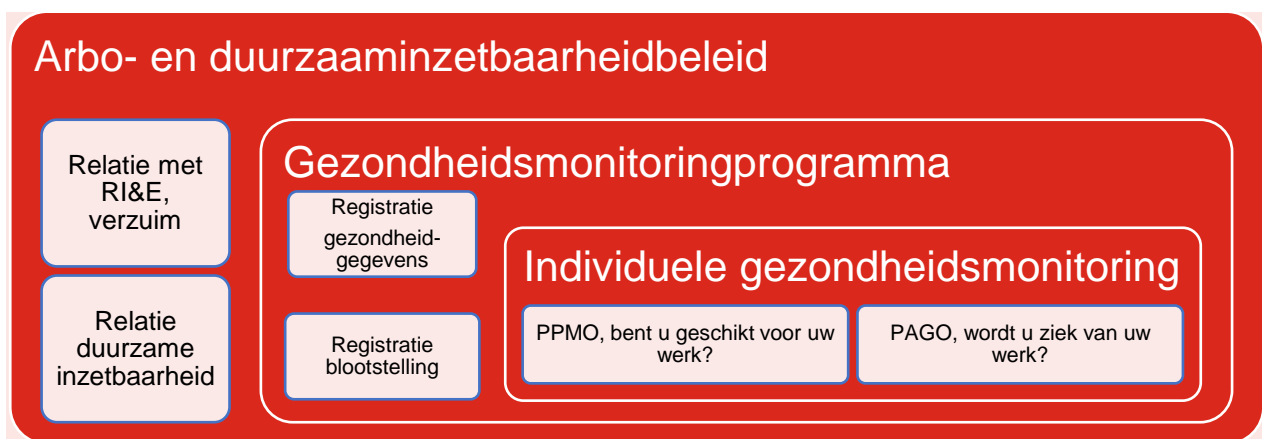 Arbo- en duurzaaminzetbaarheidbeleid
Relatie met
RI&E,
verzuim
Relatie
duurzame
inzetbaarheid
Gezondheidsmonitoringprogramma
Registratie
gezondheid-
gegevens
Registratie
blootstelling
Individuele gezondheidsmonitoring
PPMO, bent u geschikt voor uw
werk?
PAGO, wordt u ziek van uw
werk?